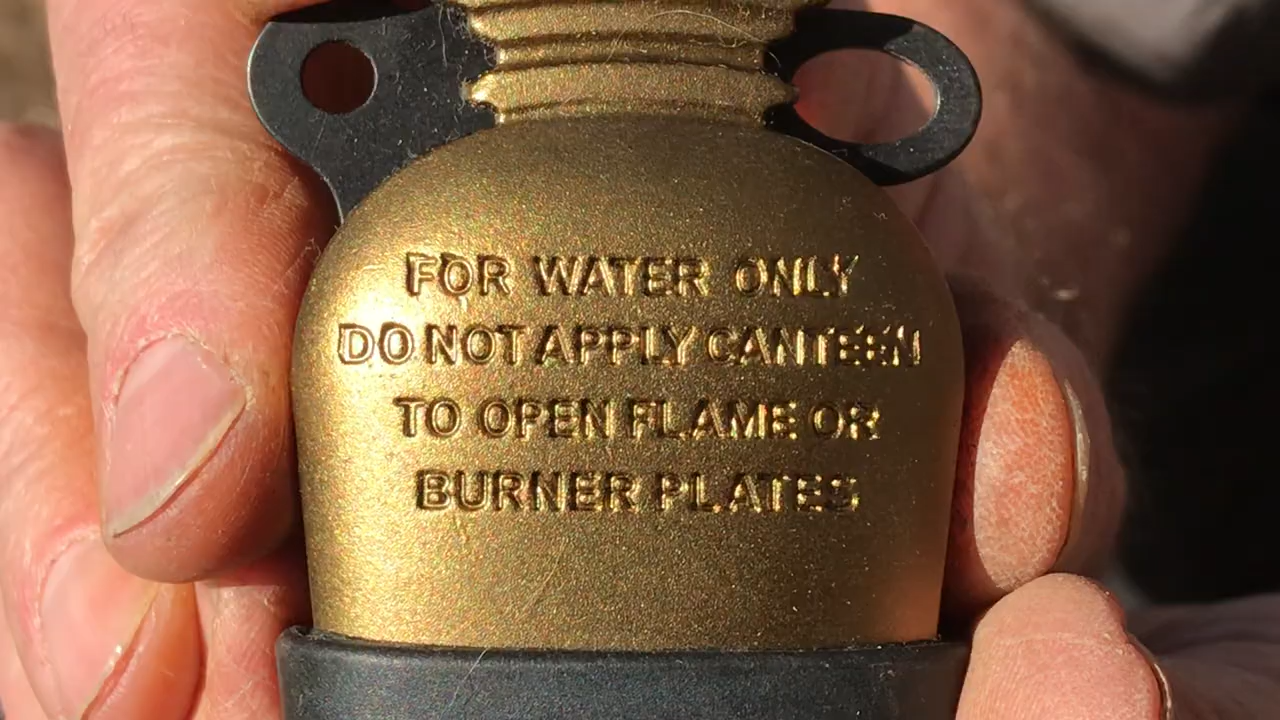 FOR WATER ONLY
DO NOT APPLY CANTEEN
TO OPEN FLAME OR
BURNER PLATES